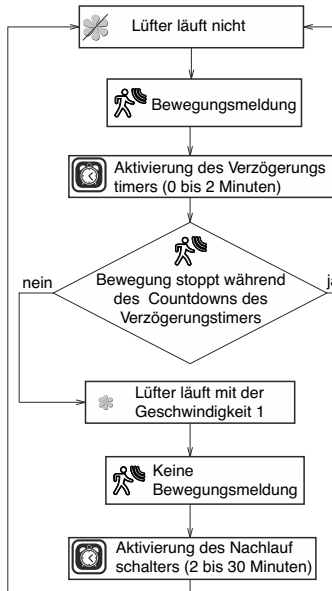 Lüfter läuft nicht
Bewegungsmeldung
Aktivierung des Verzögerungs
timers (0 bis 2 Minuten)
nein
Bewegung stoppt während
des Countdowns des
Verzögerungstimers
Lüfter läuft mit der
Geschwindigkeit 1
Keine
Bewegungsmeldung
Aktivierung des Nachlauf
schalters (2 bis 30 Minuten)